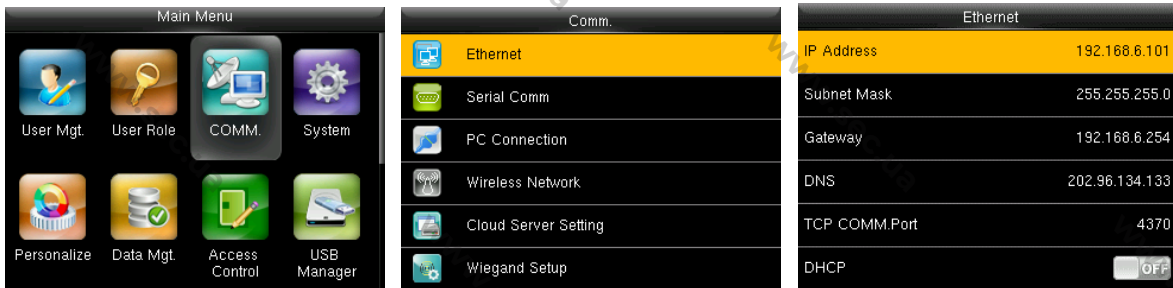 Main Menu
User Mgt.
User Role
COMM.
System
Personalize
Data Mgt.
Access
Control
USB
Manager
Comm.
Ethernet
Serial Comm
PC Connection
Wireless Network
Cloud Server Setting
Wiegand Setup
Ethernet
IP Address 192.168.6.101
Subnet Mask 255.255.255.0
Gateway 192.168.6.254
DNS 202.96.134.133
TCP COMM.Port 4370
DHCP OFF